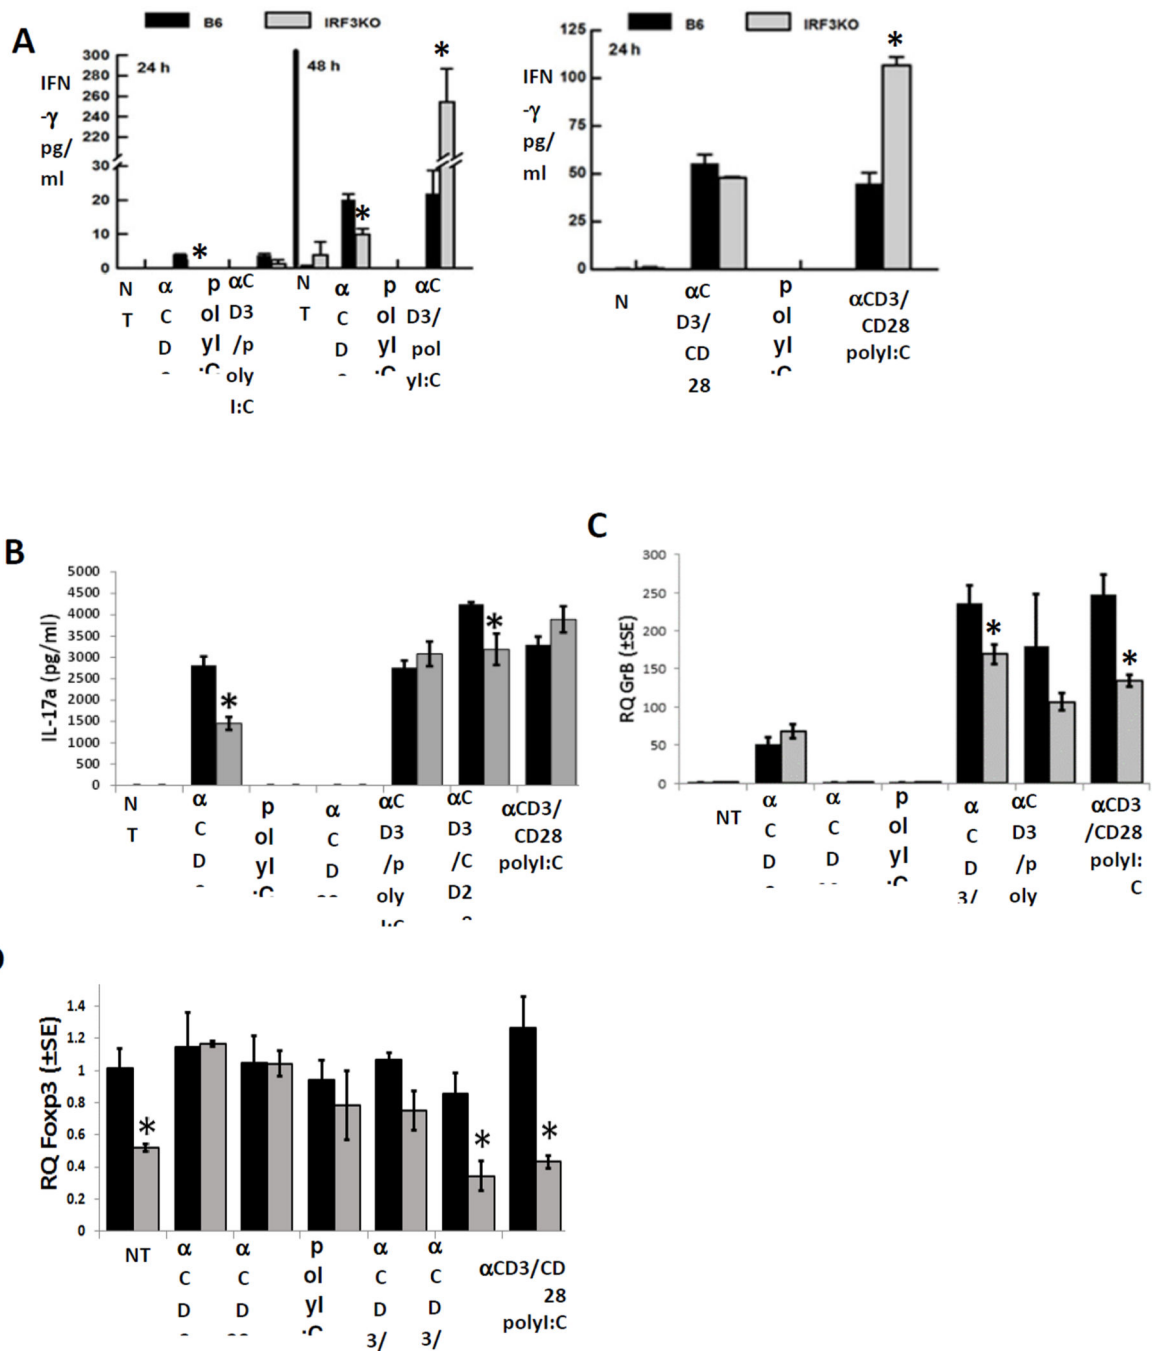 A
B6
IRF3KO
B6
IRF3KO
IFN
-γ
pg/
ml
300
280
260
240
220
30
20
10
0
24 h
48 h
*
*
*
N
T
α
C
D
p
ol
yI
:C
αC
D3
/p
oly
I:C
N
T
α
C
D
p
ol
yI
:C
αC
D3/
pol
yI:C
IFN
-γ
pg/
ml
125
100
75
50
25
0
24 h
*
N
αC
D3/
CD
28
p
ol
yI
:C
αCD3/
CD28
polyI:C
B
IL-17a (pg/ml)
5000
4500
4000
3500
3000
2500
2000
1500
1000
500
0
*
*
N
T
α
C
D
p
ol
yI
:C
α
C
D
αC
D3
/p
oly
I:C
αC
D3
/C
D2
αCD3/
CD28
polyI:C
C
RQ GrB (±SE)
300
250
200
150
100
50
0
*
*
NT
α
C
D
α
C
D
p
ol
yI
:C
α
C
D
3/
αC
D3
/p
oly
αCD3
/CD28
polyI:
C
RQ Foxp3 (±SE)
1.4
1.2
1
0.8
0.6
0.4
0.2
0
*
*
*
NT
α
C
D
α
C
D
p
ol
yI
:C
α
C
D
3/
α
C
D
3/
αCD3/CD
28
polyI:C